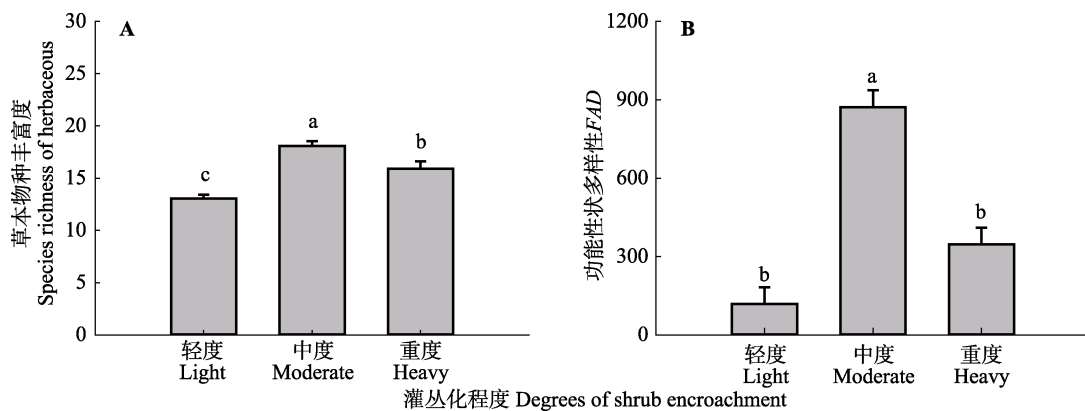 A
30
25
20
15
10
5
0
草本物种丰富度
Species richness of herbaceous
c
a
b
轻度
Light
中度
Moderate
重度
Heavy
B
1200
900
600
300
0
功能性状多样性FAD
b
a
b
轻度
Light
中度
Moderate
重度
Heavy
灌丛化程度 Degrees of shrub encroachment